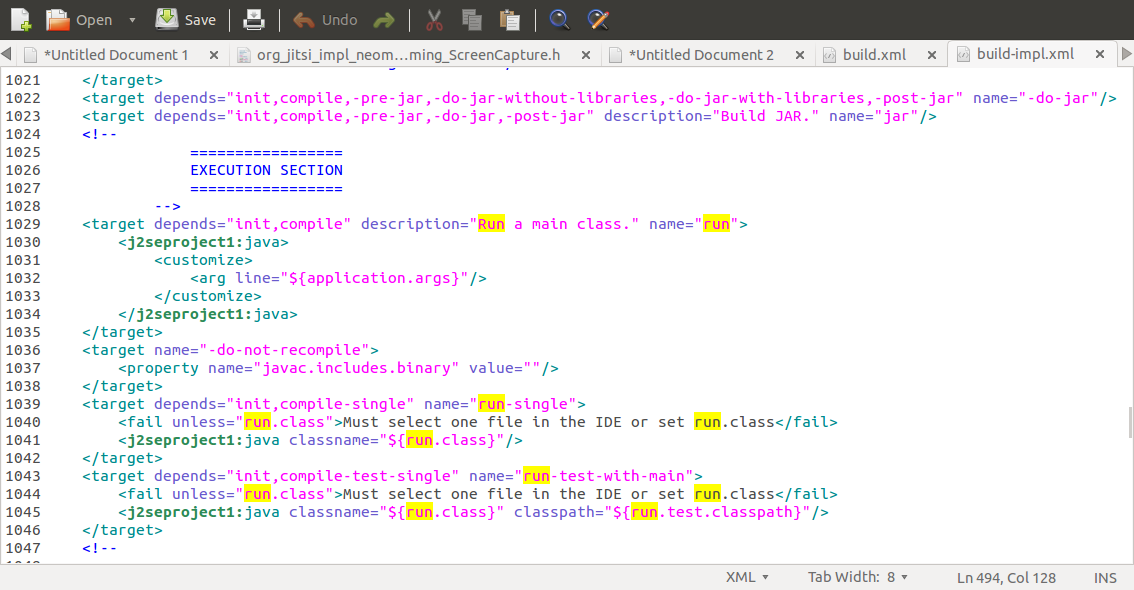 Open Save Undo
*Untitled Document 1 org_jitsi_impl_neom...ming_ScreenCapture.h *Untitled Document 2 build.xml build-impl.xml
1021 </target>
1022 <target depends="init,compile,-pre-jar,-do-jar-without-libraries,-do-jar-with-libraries,-post-jar" name="-do-jar"/>
1023 <target depends="init,compile,-pre-jar,-do-jar,-post-jar" description="Build JAR." name="jar"/>
1024 <!--
1025 =================
1026 EXECUTION SECTION
1027 =================
1028 -->
1029 <target depends="init,compile" description="Run a main class." name="run">
1030 <j2seproject1:java>
1031 <customize>
1032 <arg line="${application.args}"/>
1033 </customize>
1034 </j2seproject1:java>
1035 </target>
1036 <target name="-do-not-recompile">
1037 <property name="javac.includes.binary" value=""/>
1038 </target>
1039 <target depends="init,compile-single" name="run-single">
1040 <fail unless="run.class">Must select one file in the IDE or set run.class</fail>
1041 <j2seproject1:java classname="${run.class}"/>
1042 </target>
1043 <target depends="init,compile-test-single" name="run-test-with-main">
1044 <fail unless="run.class">Must select one file in the IDE or set run.class</fail>
1045 <j2seproject1:java classname="${run.class}" classpath="${run.test.classpath}"/>
1046 </target>
1047 <!--
XML Tab Width: 8 Ln 494, Col 128 INS